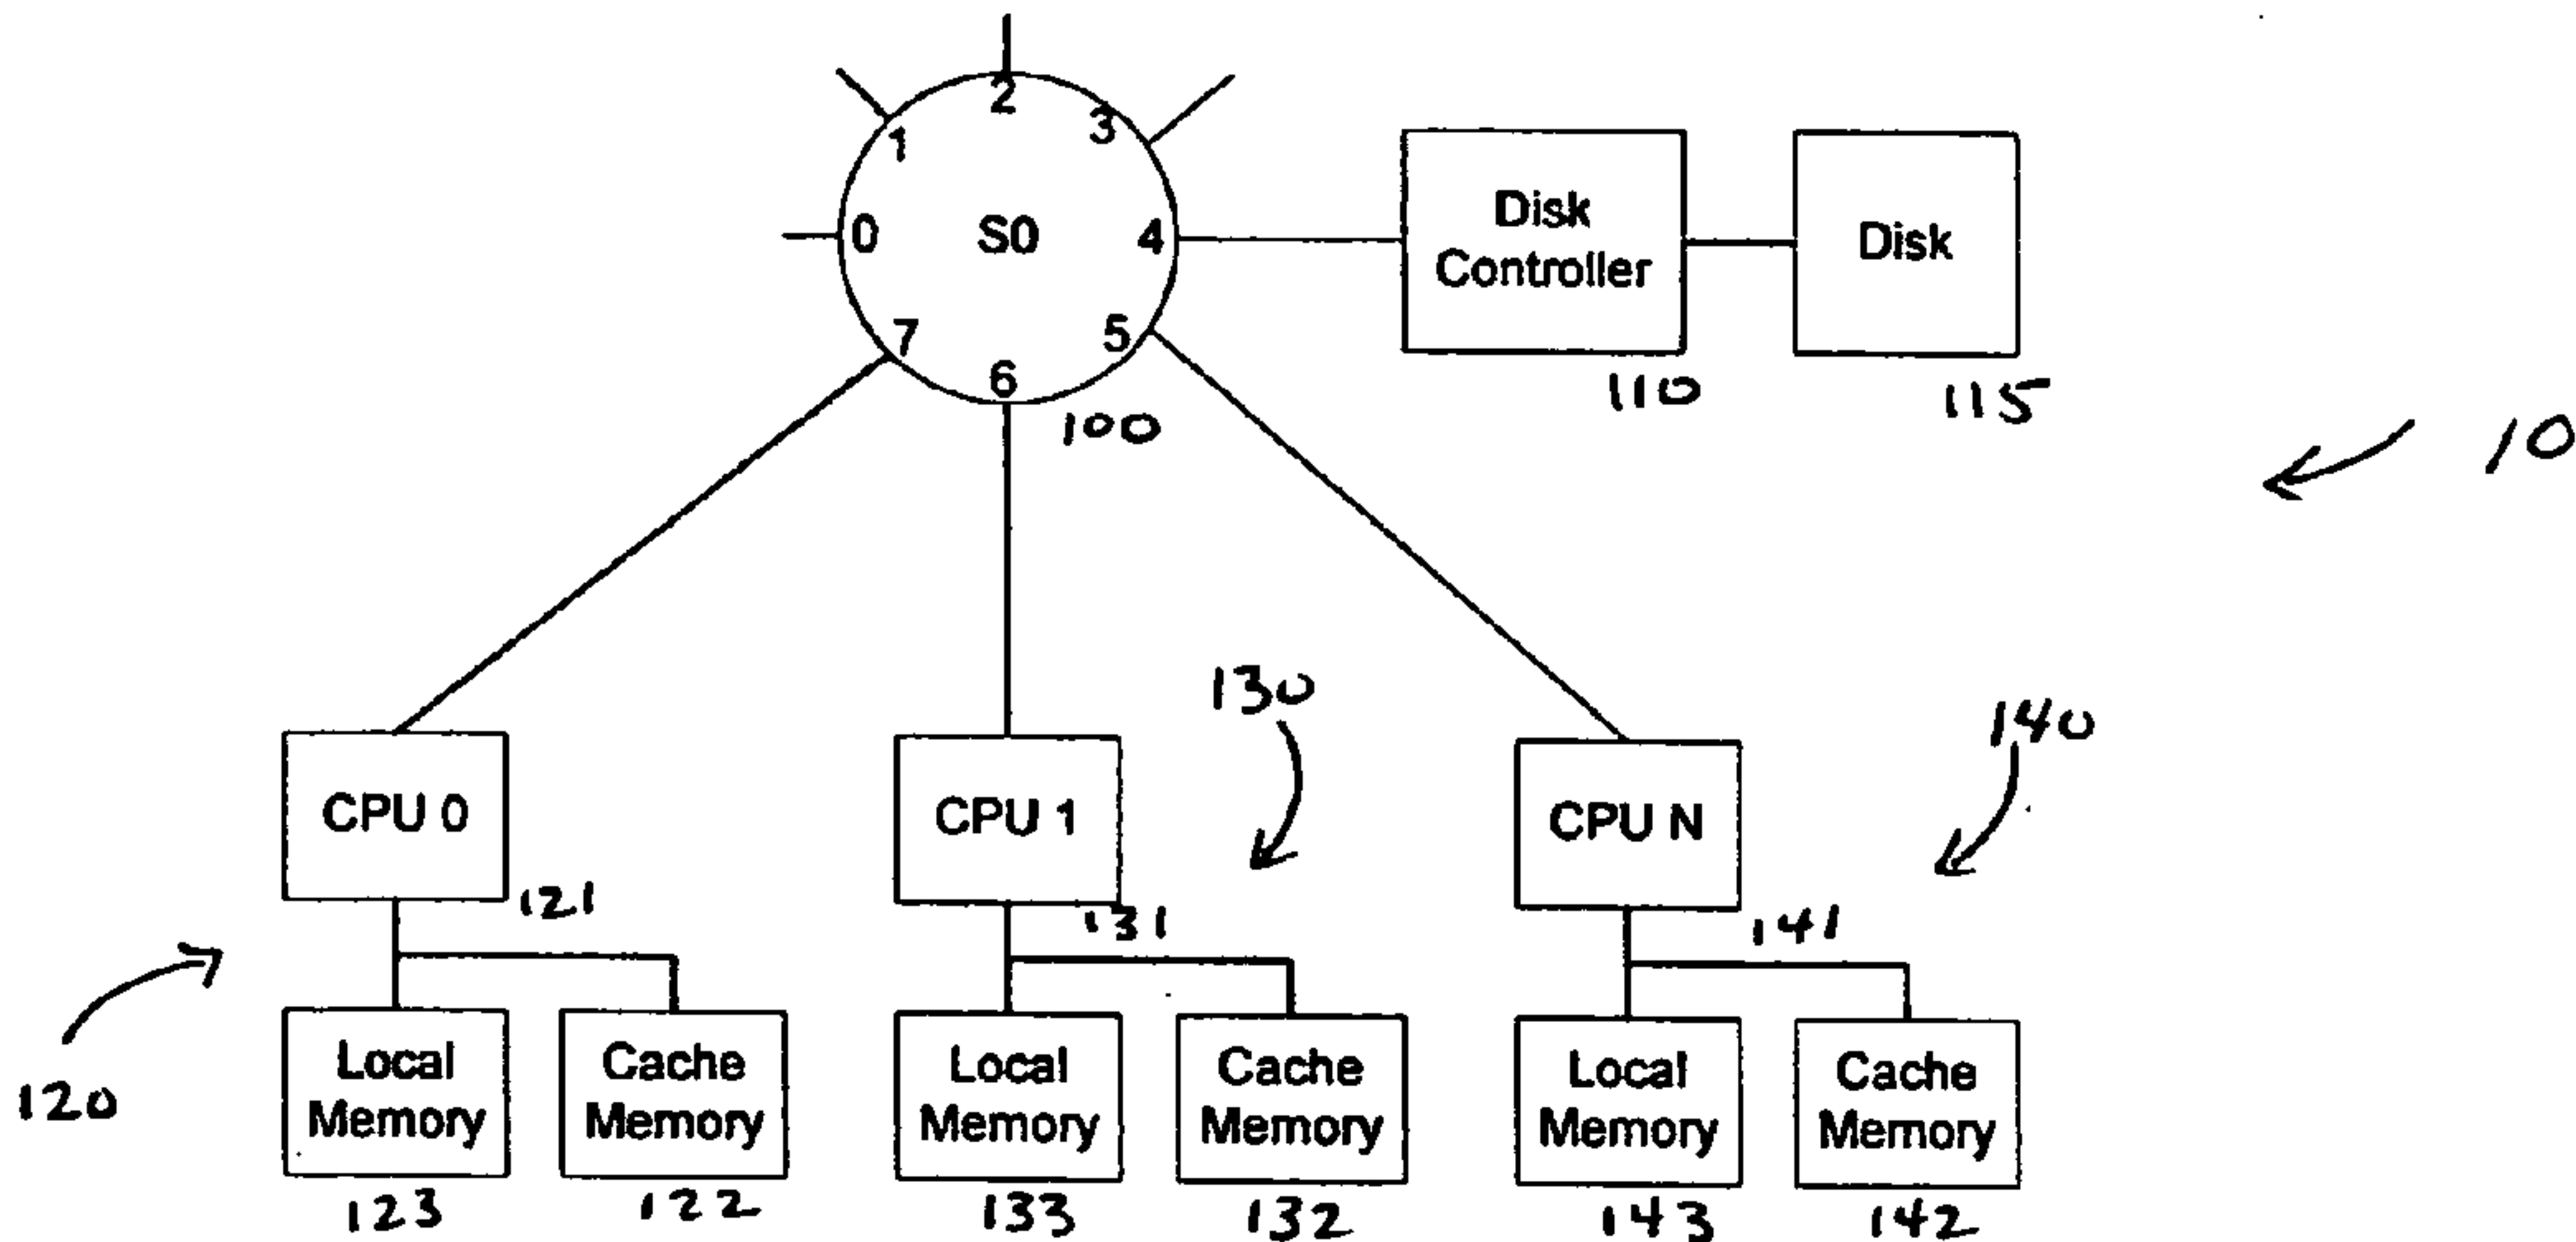 2
1
3
0
S0
4
7
5
6
100
Disk
Controller
110
Disk
115
10
130
140
CPU 0
121
CPU 1
131
CPU N
141
120
Local
Memory
123
Cache
Memory
122
Local
Memory
133
Cache
Memory
132
Local
Memory
143
Cache
Memory
142